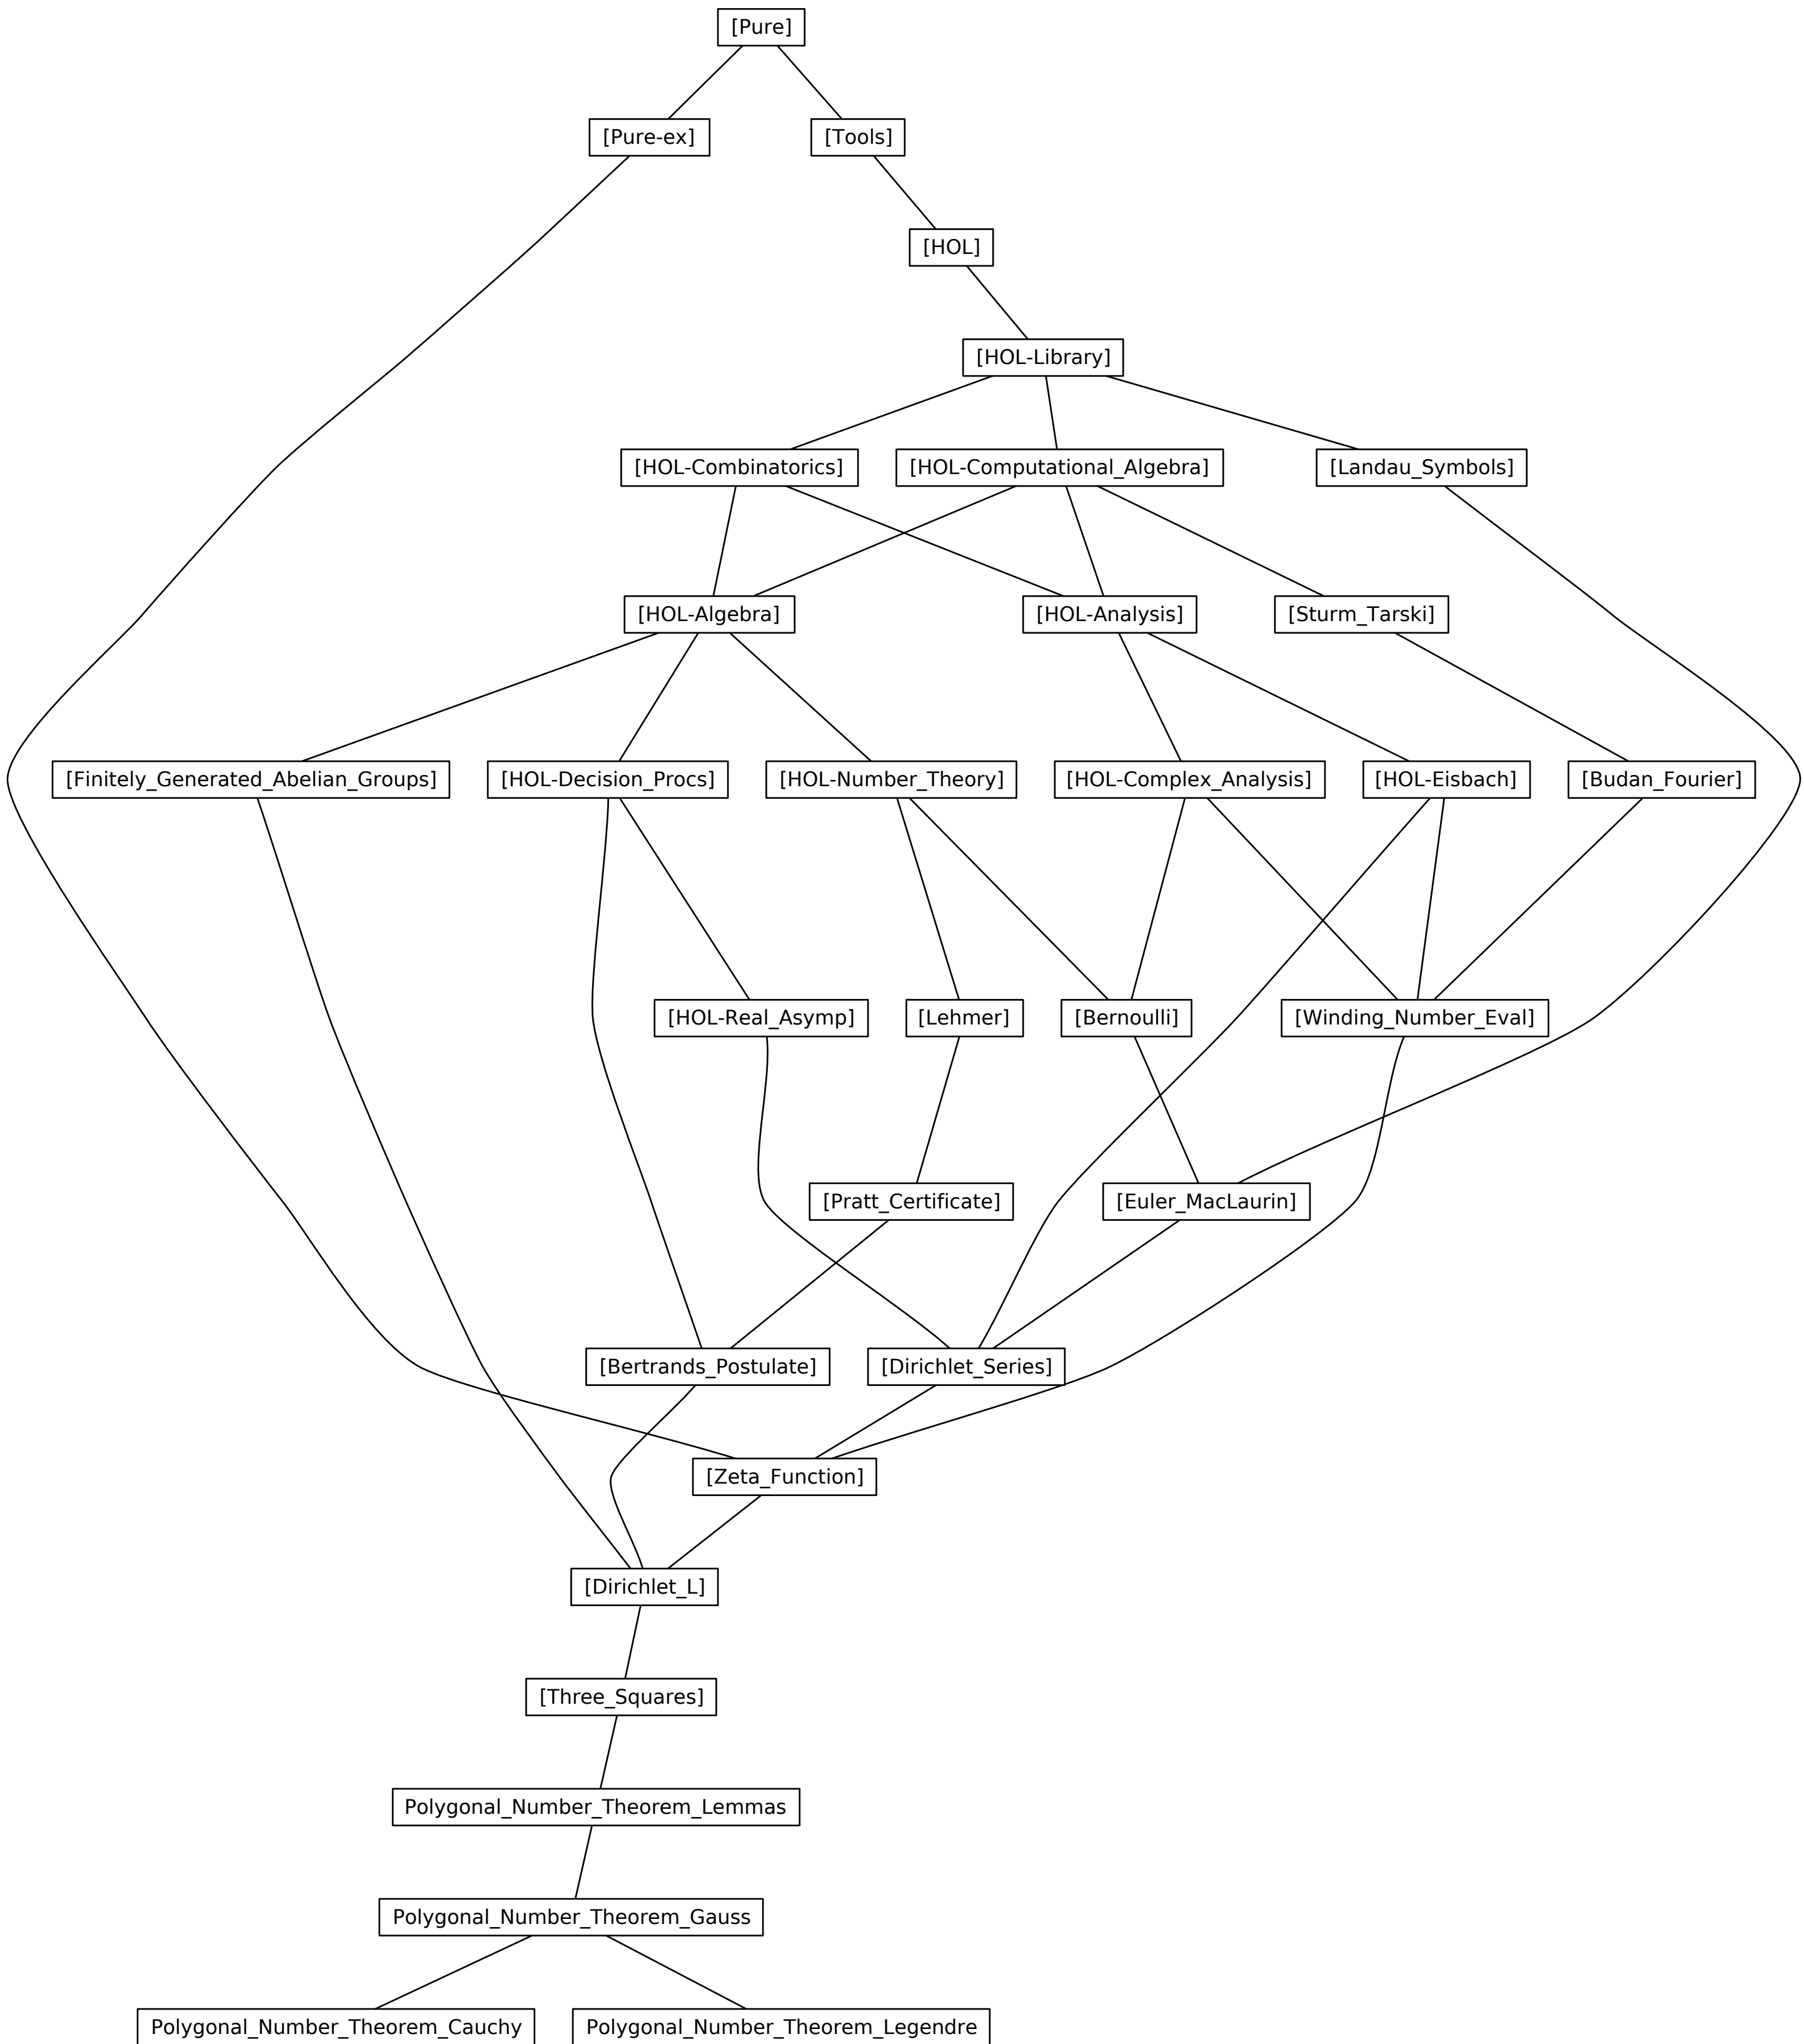 [Pure]
[Pure-ex]
[Tools]
[HOL]
[HOL-Library]
[HOL-Combinatorics]
[HOL-Computational_Algebra]
[Landau_Symbols]
[HOL-Algebra]
[HOL-Analysis]
[Sturm_Tarski]
[Finitely_Generated_Abelian_Groups]
[HOL-Decision_Procs]
[HOL-Number_Theory]
[HOL-Complex_Analysis]
[HOL-Eisbach]
[Budan_Fourier]
[HOL-Real_Asymp]
[Lehmer]
[Bernoulli]
[Winding_Number_Eval]
[Pratt_Certificate]
[Euler_MacLaurin]
[Bertrands_Postulate]
[Dirichlet_Series]
[Zeta_Function]
[Dirichlet_L]
[Three_Squares]
Polygonal_Number_Theorem_Lemmas
Polygonal_Number_Theorem_Gauss
Polygonal_Number_Theorem_Cauchy
Polygonal_Number_Theorem_Legendre